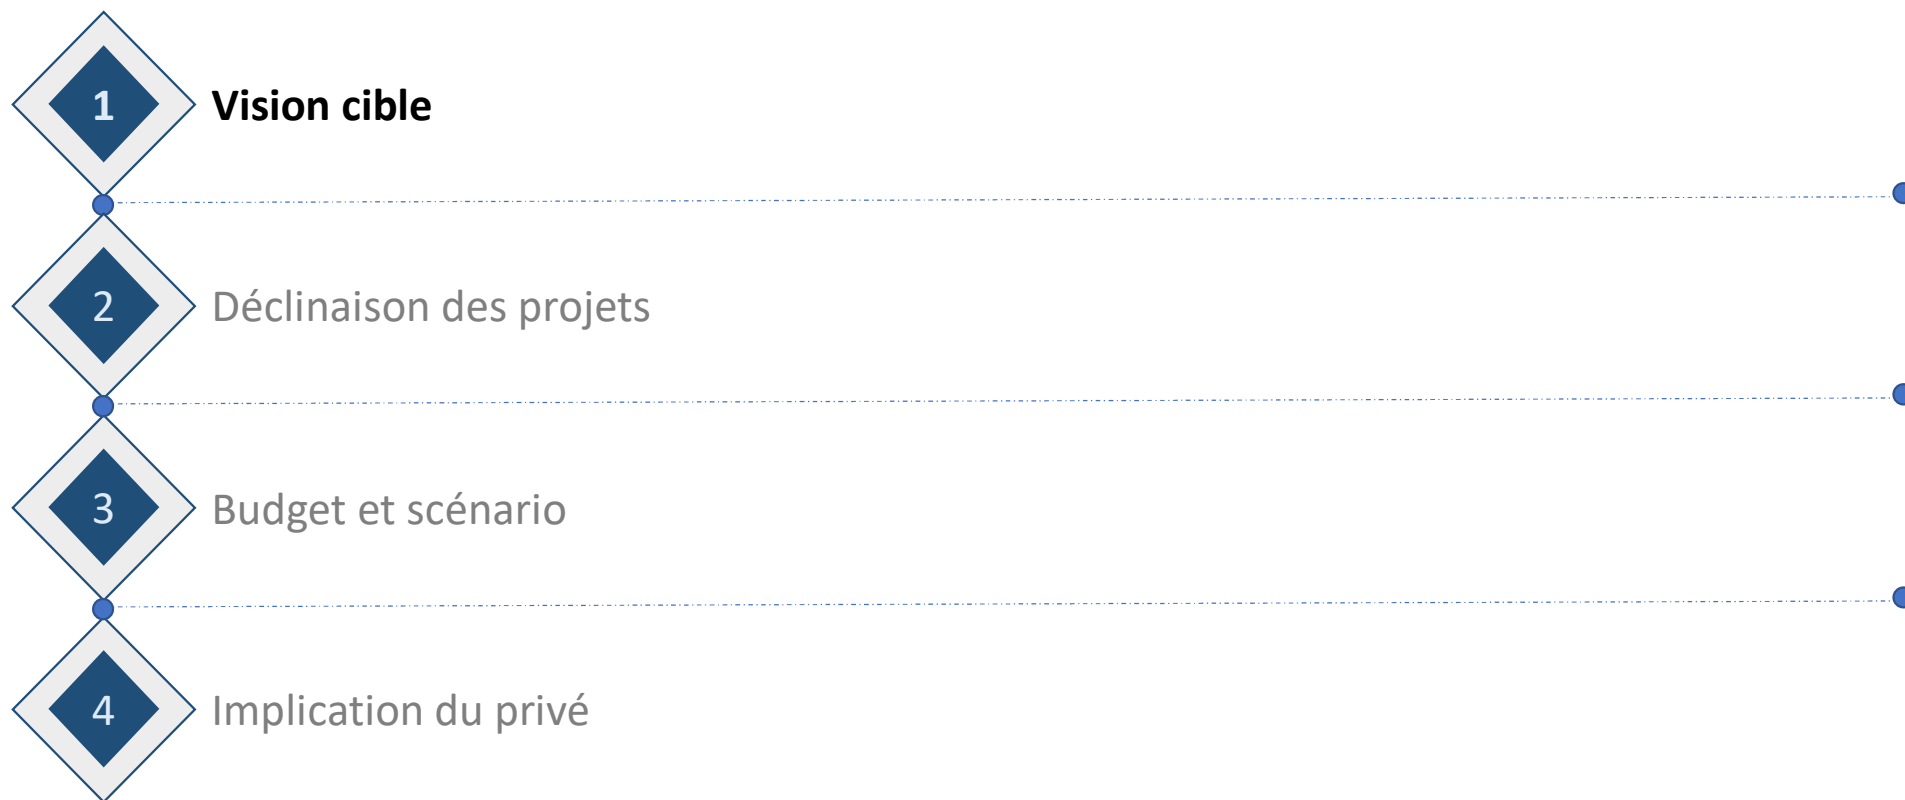 1 Vision cible
2 Déclinaison des projets
3 Budget et scénario
4 Implication du privé